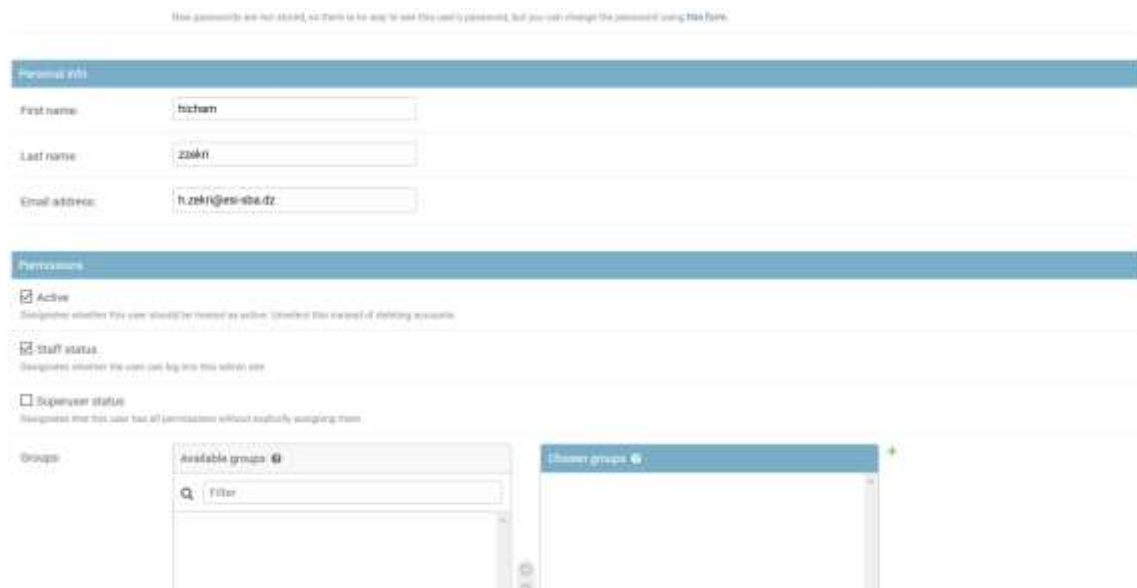 Raw passwords are not stored, so there is no way to see this user's password, but you can change the password using this form.
Personal info
First name:
hicham
Last name:
zzekri
Email address:
h.zekri@esi-sba.dz
Permissions
Active
Designates whether this user should be treated as active. Unselect this instead of deleting accounts.
Staff status
Designates whether the user can log into this admin site.
Superuser status
Designates that this user has all permissions without explicitly assigning them.
Groups:
Available groups
Chosen groups
Filter